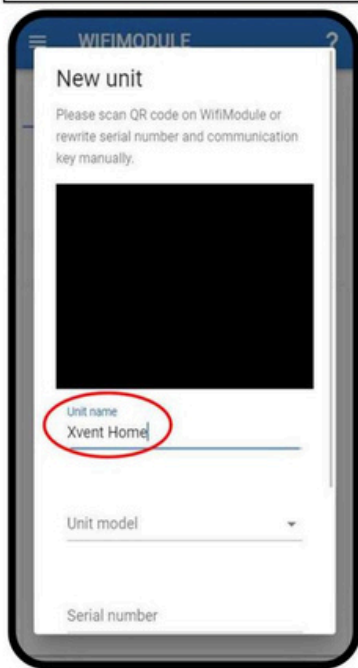 WIFIMODULE ?
New unit
Please scan QR code on WifiModule or
rewrite serial number and communication
key manually.
Unit name
Xvent Home
Unit model
Serial number